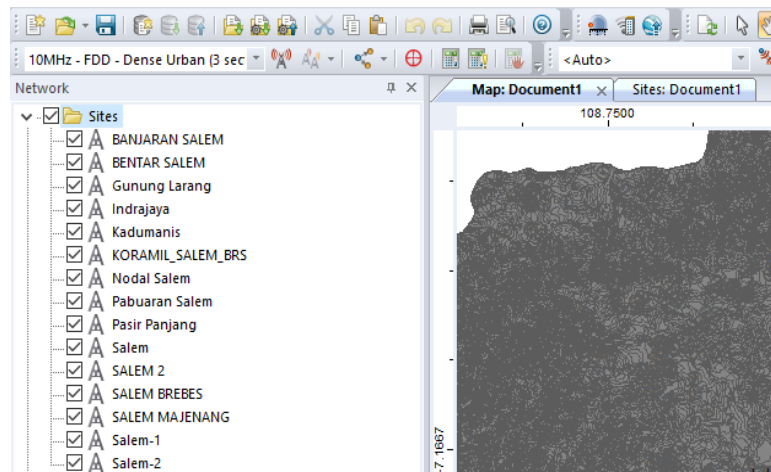 10MHz - FDD - Dense Urban (3 sec
<Auto>
Network
Map: Document1
Sites: Document1
108.7500
Sites
BANJARAN SALEM
BENTAR SALEM
Gunung Larang
Indrajaya
Kadumanis
KORAMIL_SALEM_BRS
Nodal Salem
Pabuaran Salem
Pasir Panjang
Salem
SALEM 2
SALEM BREBES
SALEM MAJENANG
Salem-1
Salem-2
-7.1667